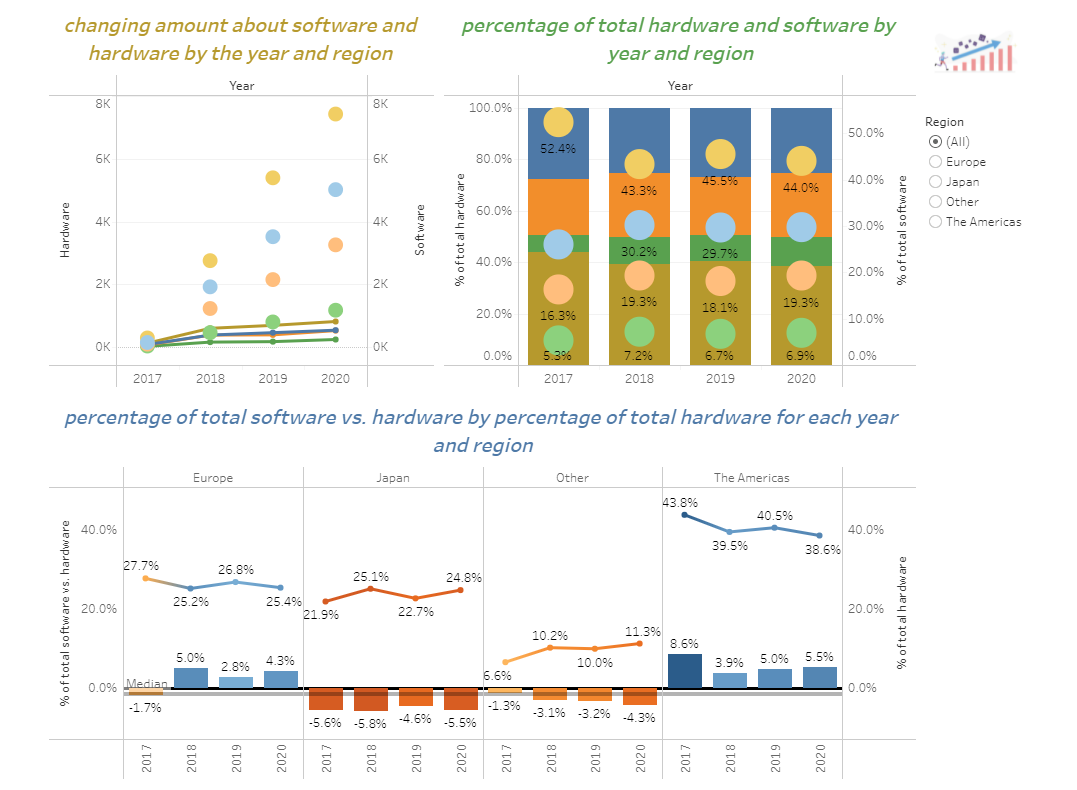 changing amount about software and
hardware by the year and region
Year
8K
6K
4K
2K
0K
Hardware
8K
6K
4K
2K
0K
Software
2017 2018 2019 2020
percentage of total hardware and software by
year and region
Year
100.0%
80.0%
60.0%
40.0%
20.0%
0.0%
% of total hardware
52.4%
43.3% 45.5% 44.0%
30.2% 29.7%
16.3% 19.3% 18.1% 19.3%
5.3% 7.2% 6.7% 6.9%
50.0%
40.0%
30.0%
20.0%
10.0%
0.0%
% of total software
2017 2018 2019 2020
Region
(All)
Europe
Japan
Other
The Americas
percentage of total software vs. hardware by percentage of total hardware for each year
and region
Europe Japan Other The Americas
% of total software vs. hardware
40.0%
20.0%
0.0%
27.7% 25.2% 26.8% 25.4%
Median
-1.7% 5.0% 2.8% 4.3%
21.9% 25.1% 22.7% 24.8%
-5.6% -5.8% -4.6% -5.5%
6.6% 10.2% 10.0% 11.3%
-1.3% -3.1% -3.2% -4.3%
43.8% 39.5% 40.5% 38.6%
8.6% 3.9% 5.0% 5.5%
40.0%
20.0%
0.0%
% of total hardware
2017 2018 2019 2020 2017 2018 2019 2020 2017 2018 2019 2020 2017 2018 2019 2020